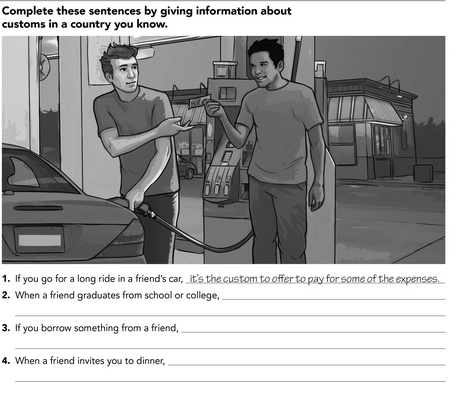 Complete these sentences by giving information about
customs in a country you know.
1. If you go for a long ride in a friend's car, it's the custom to offer to pay for some of the expenses.
2. When a friend graduates from school or college,
3. If you borrow something from a friend,
4. When a friend invites you to dinner,